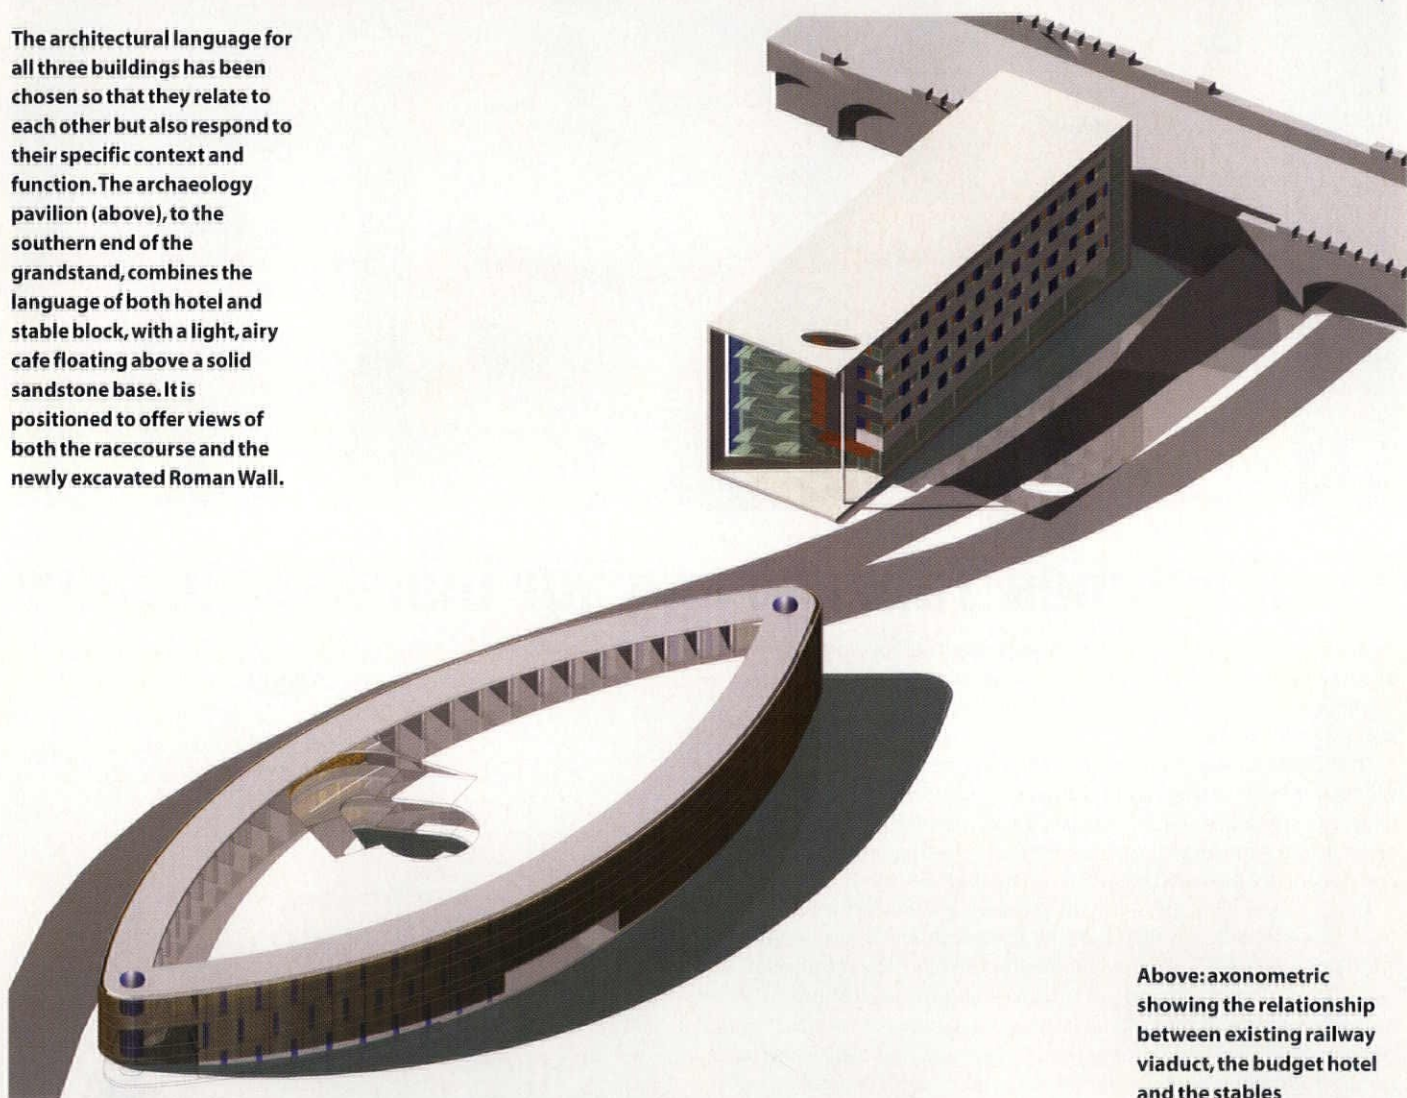 The architectural language for
all three buildings has been
chosen so that they relate to
each other but also respond to
their specific context and
function. The archaeology
pavilion (above), to the
southern end of the
grandstand, combines the
language of both hotel and
stable block, with a light, airy
cafe floating above a solid
sandstone base. It is
positioned to offer views of
both the racecourse and the
newly excavated Roman Wall.
Above: axonometric
showing the relationship
between existing railway
viaduct, the budget hotel
and the stables